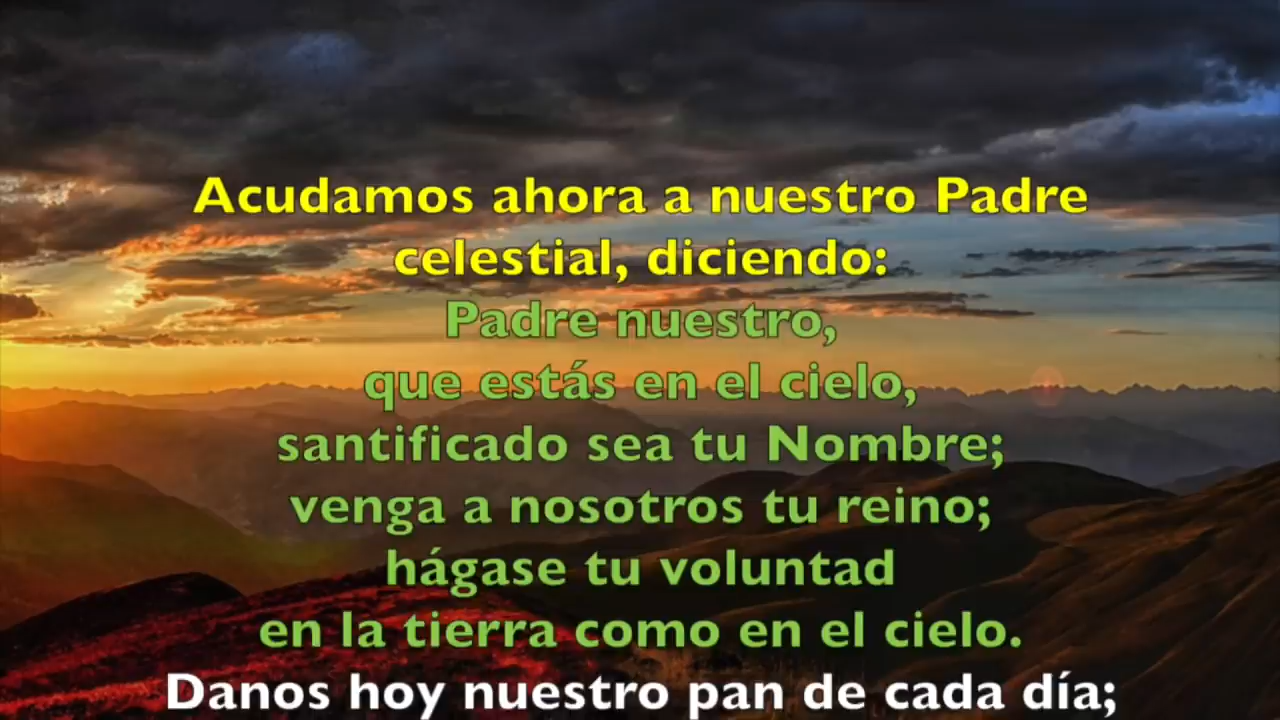 Acudamos ahora a nuestro Padre
celestial, diciendo:
Padre nuestro,
que estás en el cielo,
santificado sea tu Nombre;
venga a nosotros tu reino;
hágase tu voluntad
en la tierra como en el cielo.
Danos hoy nuestro pan de cada día;